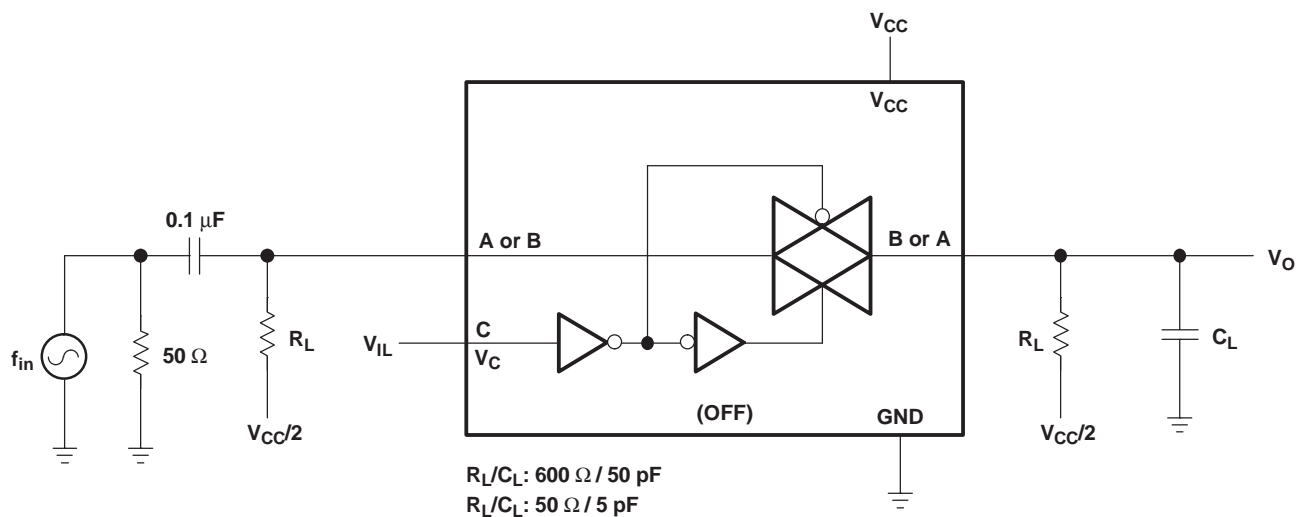 VCC
VCC
0.1 μF
A or B
B or A
VO
fin
50 Ω
RL
VIL
C
VC
RL
CL
(OFF)
GND
VCC/2
VCC/2
RL/CL: 600 Ω / 50 pF
RL/CL: 50 Ω / 5 pF